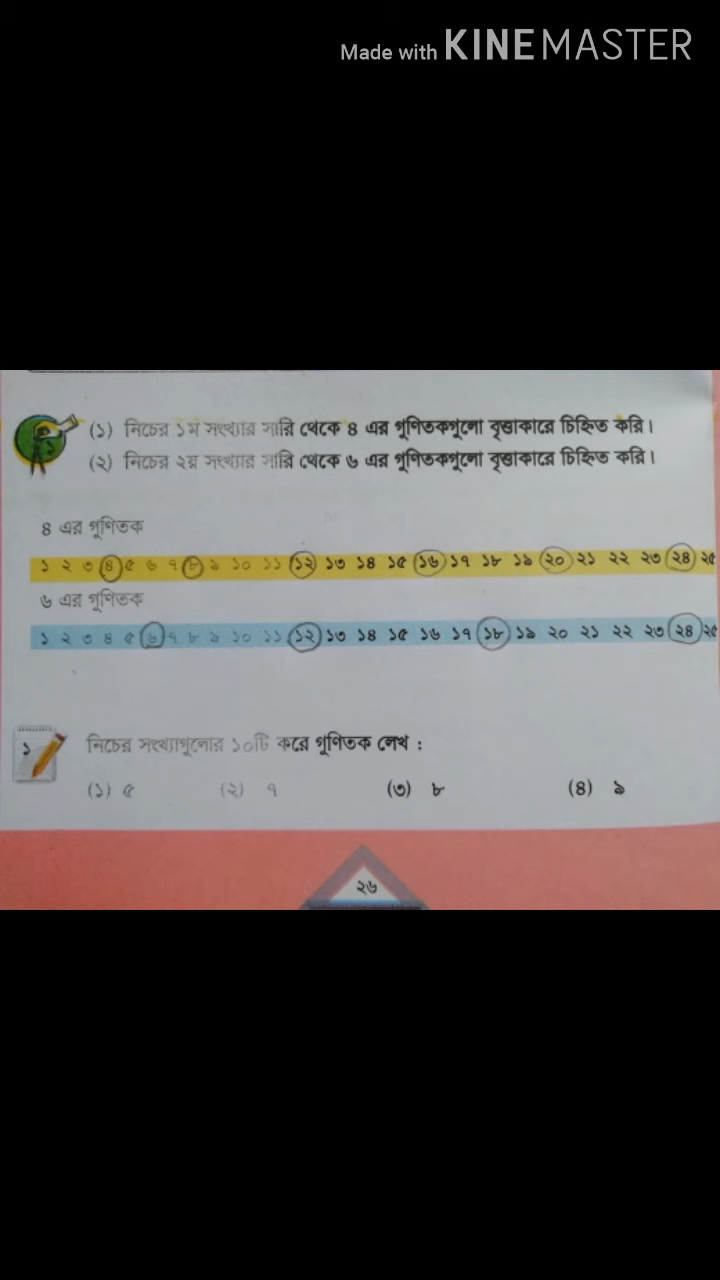 Made with KINEMASTER
(১) নিচের ১ম সংখ্যার সারি থেকে ৪ এর গুণিতকগুলো বৃত্তাকারে চিহ্নিত করি।
(২) নিচের ২য় সংখ্যার সারি থেকে ৬ এর গুণিতকগুলো বৃত্তাকারে চিহ্নিত করি।
৪ এর গুণিতক
১ ২ ৩ ৪ ৫ ৬ ৭ ৮ ৯ ১০ ১১ ১২ ১৩ ১৪ ১৫ ১৬ ১৭ ১৮ ১৯ ২০ ২১ ২২ ২৩ ২৪ ২৫
৬ এর গুণিতক
১ ২ ৩ ৪ ৫ ৬ ৭ ৮ ৯ ১০ ১১ ১২ ১৩ ১৪ ১৫ ১৬ ১৭ ১৮ ১৯ ২০ ২১ ২২ ২৩ ২৪ ২৫
১ নিচের সংখ্যাগুলোর ১০টি করে গুণিতক লেখ :
(১) ৫ (২) ৭ (৩) ৮ (৪) ৯
২৬